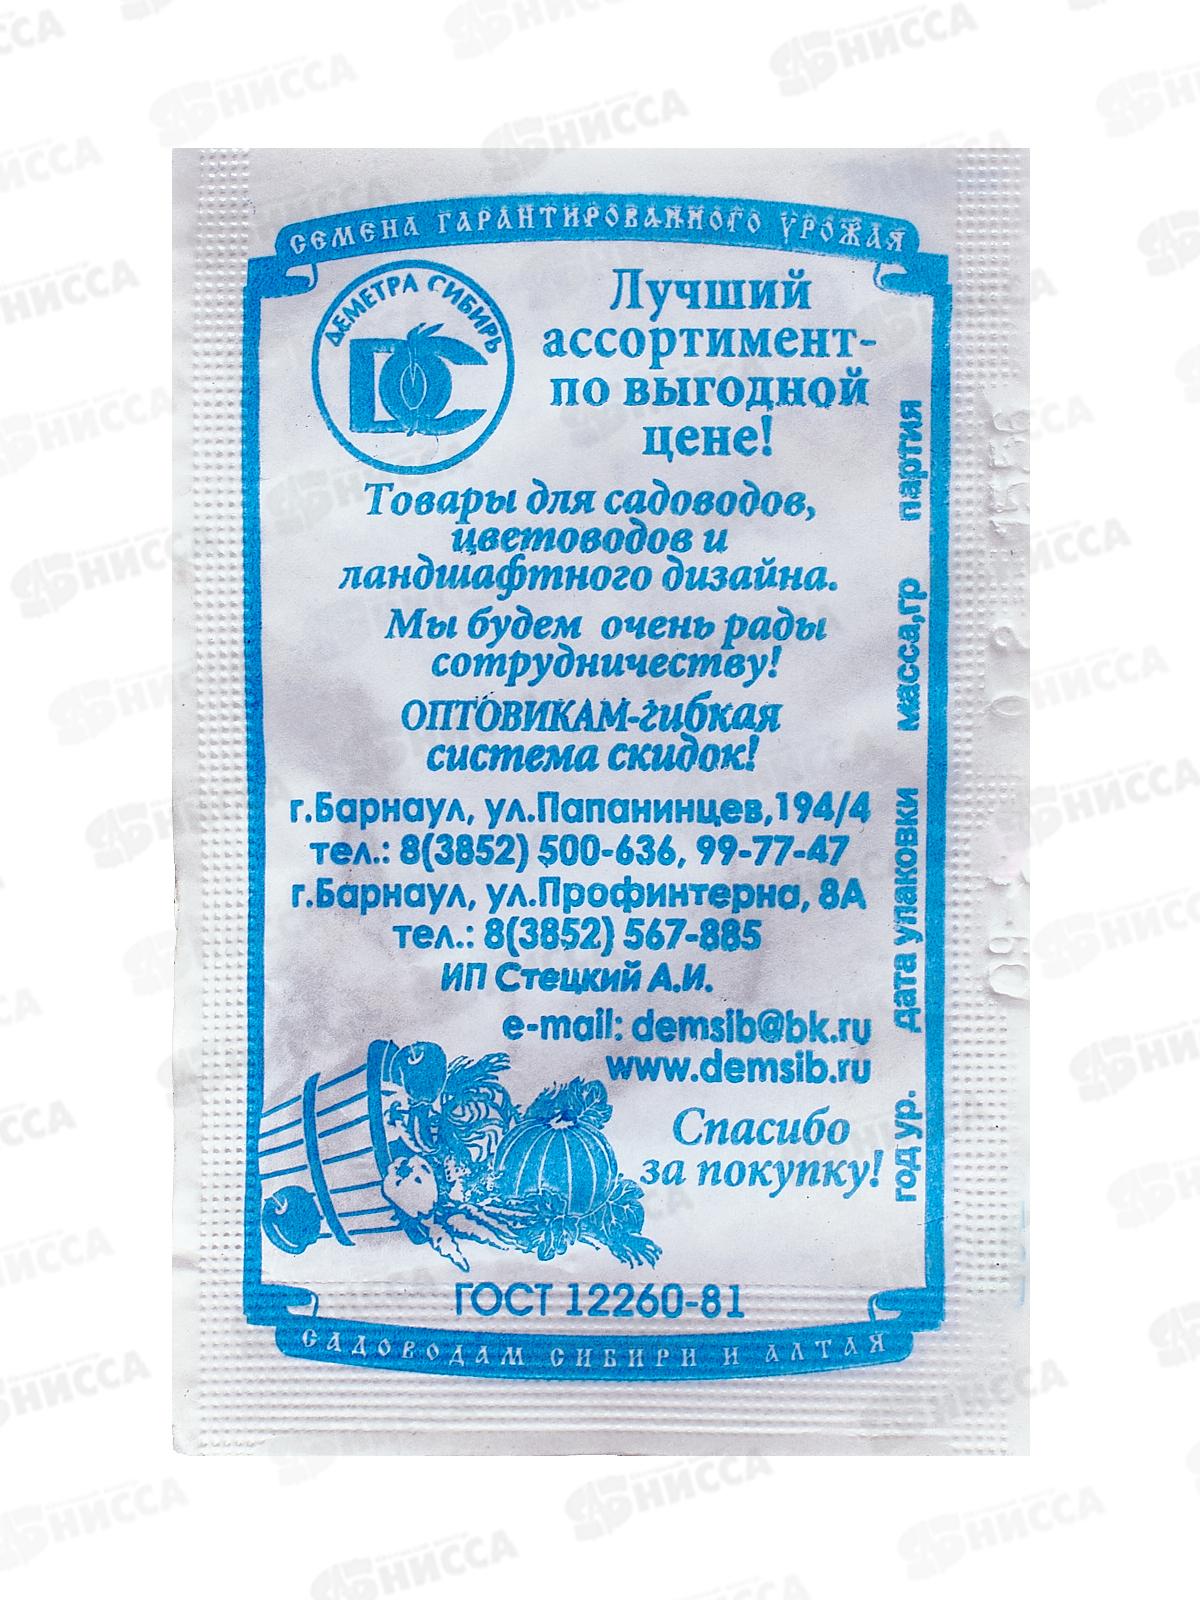 СЕМЕНА ГАРАНТИРОВАННОГО УРОЖАЯ
ДЕМЕТРА СИБИРЬ
DC
Лучший
ассортимент-
по выгодной
цене!
Товары для садоводов,
цветоводов и
ландшафтного дизайна.
Мы будем очень рады
сотрудничеству!
ОПТОВИКАМ-гибкая
система скидок!
г.Барнаул, ул.Папанинцев,194/4
тел.: 8(3852) 500-636, 99-77-47
г.Барнаул, ул.Профинтерна, 8А
тел.: 8(3852) 567-885
ИП Стецкий А.И.
e-mail: demsib@bk.ru
www.demsib.ru
Спасибо
за покупку!
год ур. дата упаковки масса,гр партия
ГОСТ 12260-81
САДОВОДАМ СИБИРИ И АЛТАЯ
НИССА